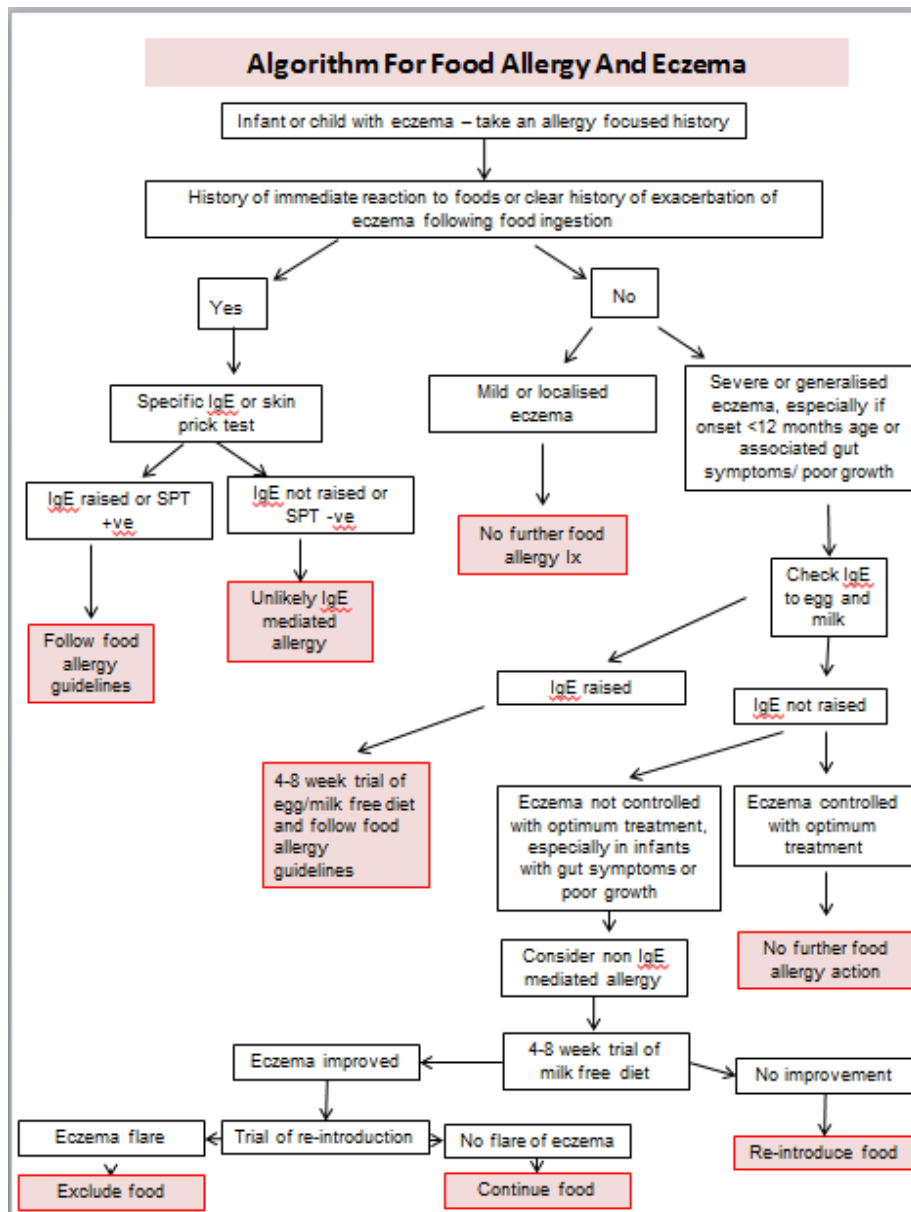 Algorithm For Food Allergy And Eczema
Infant or child with eczema – take an allergy focused history
History of immediate reaction to foods or clear history of exacerbation of
eczema following food ingestion
Yes
No
Specific IgE or skin
prick test
Mild or localised
eczema
Severe or generalised
eczema, especially if
onset <12 months age or
associated gut
symptoms/ poor growth
IgE raised or SPT
+ve
IgE not raised or
SPT -ve
No further food
allergy Ix
Follow food
allergy
guidelines
Unlikely IgE
mediated
allergy
Check IgE
to egg and
milk
IgE raised
IgE not raised
4-8 week trial of
egg/milk free diet
and follow food
allergy
guidelines
Eczema not controlled
with optimum treatment,
especially in infants
with gut symptoms or
poor growth
Eczema controlled
with optimum
treatment
Consider non IgE
mediated allergy
No further food
allergy action
Eczema improved
4-8 week trial of
milk free diet
No improvement
Eczema flare
Trial of re-introduction
No flare of eczema
Re-introduce food
Exclude food
Continue food